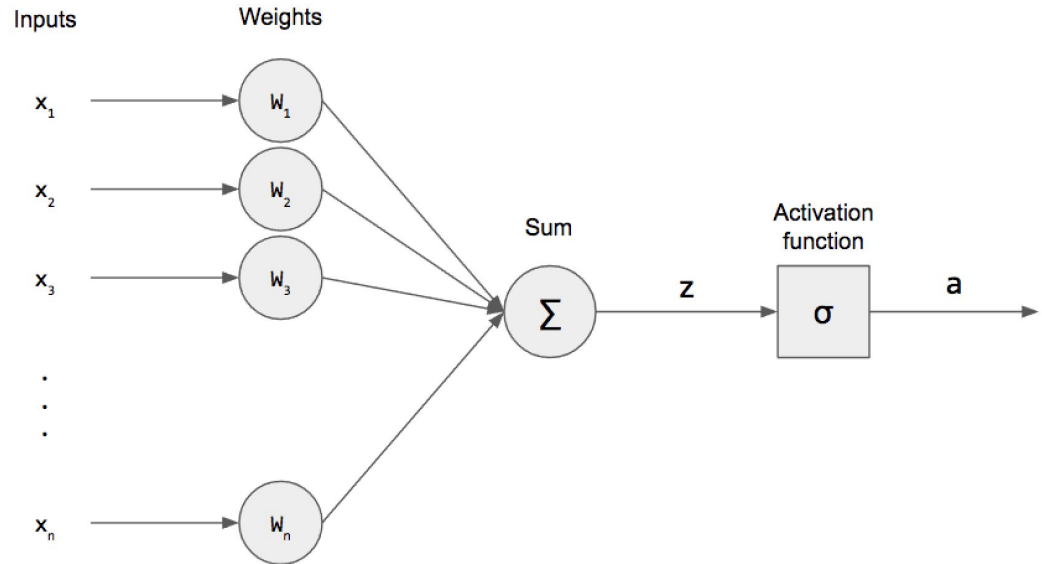 Inputs
Weights
x₁
W₁
x₂
W₂
x₃
W₃
.
.
.
xₙ
Wₙ
Sum
Σ
z
Activation
function
σ
a